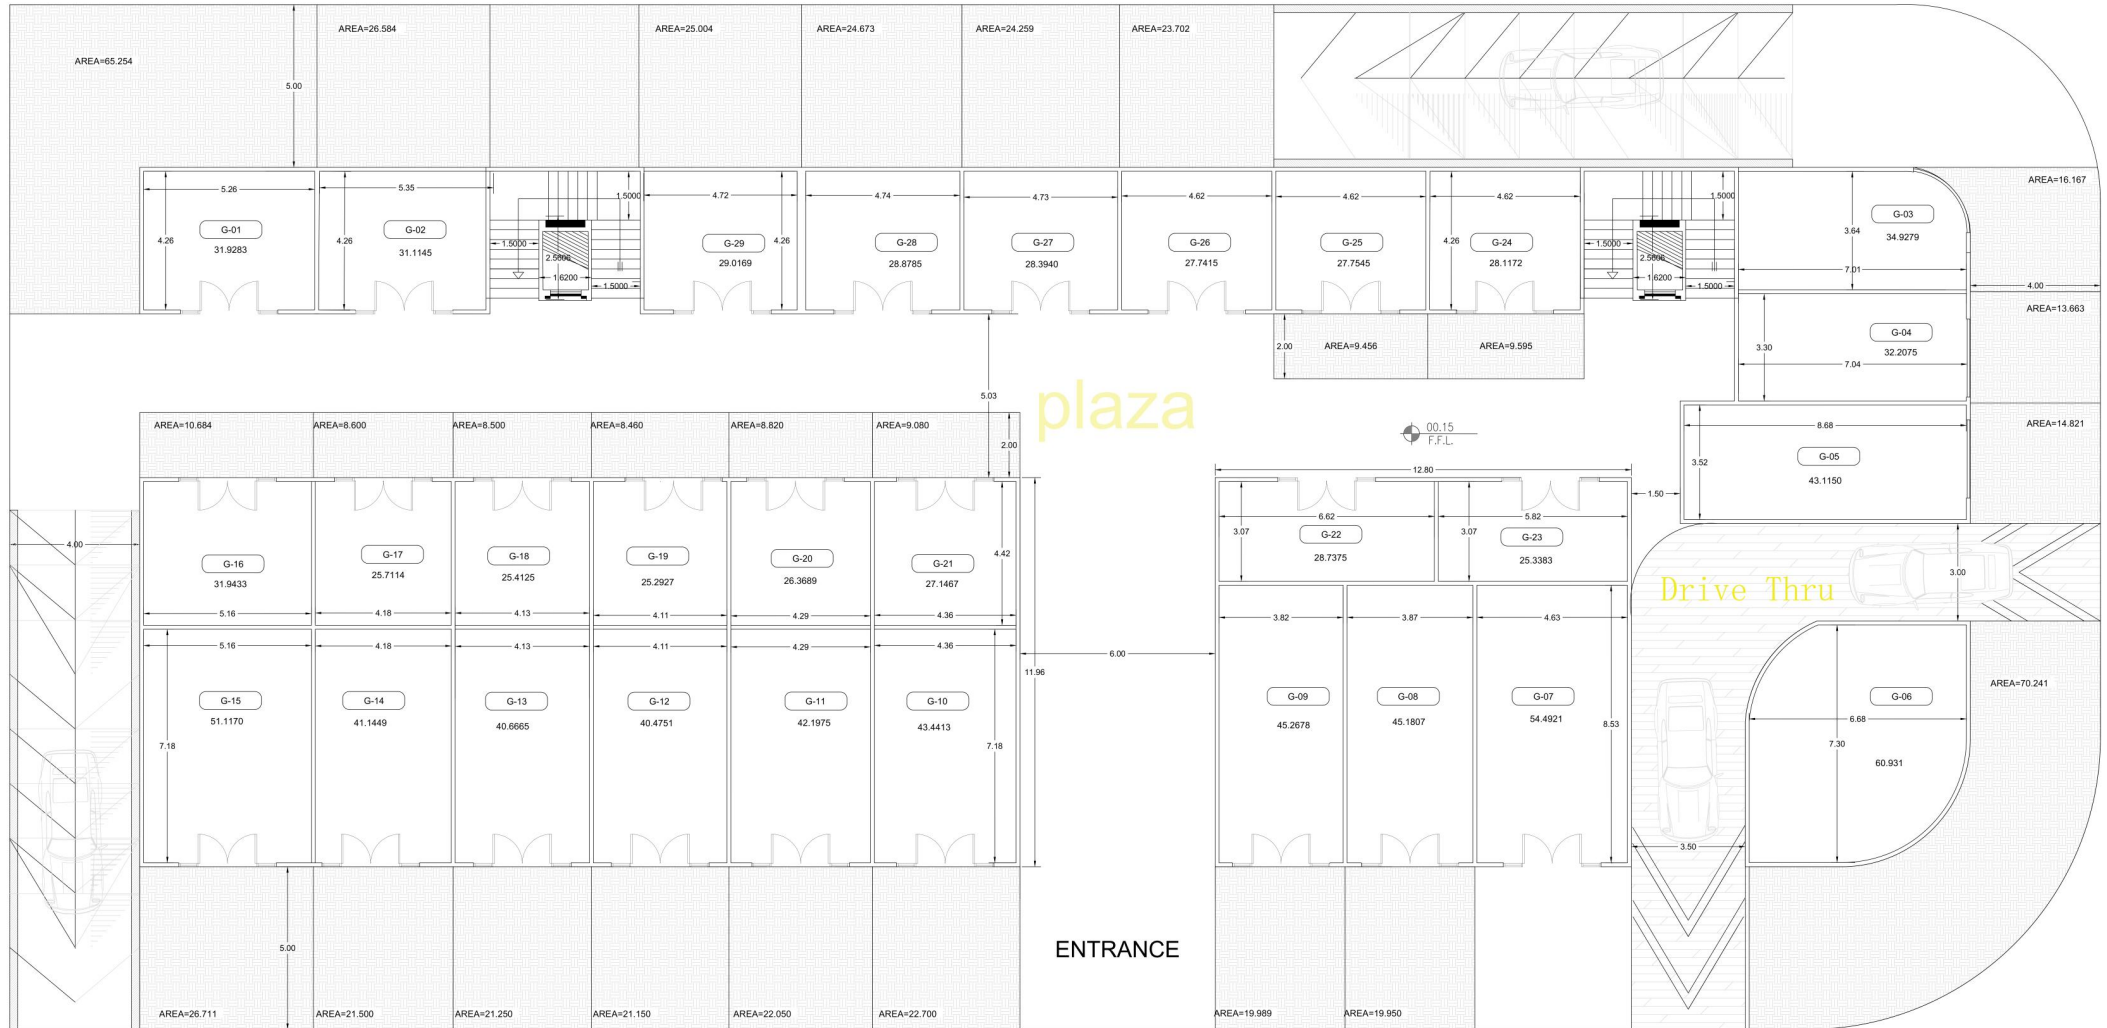 AREA=65.254
AREA=26.584
AREA=25.004
AREA=24.673
AREA=24.259
AREA=23.702
5.00
5.26
4.26
G-01
31.9283
5.35
4.26
G-02
31.1145
1.5000
1.5000
2.5606
1.6200
1.5000
4.72
4.26
G-29
29.0169
4.74
G-28
28.8785
4.73
G-27
28.3940
4.62
G-26
27.7415
4.62
G-25
27.7545
4.62
4.26
G-24
28.1172
1.5000
1.5000
2.5606
1.6200
1.5000
G-03
34.9279
3.64
7.01
AREA=16.167
4.00
AREA=13.663
G-04
32.2075
3.30
7.04
2.00
AREA=9.456
AREA=9.595
5.03
plaza
00.15
F.F.L.
AREA=14.821
8.68
3.52
G-05
43.1150
AREA=10.684
AREA=8.600
AREA=8.500
AREA=8.460
AREA=8.820
AREA=9.080
2.00
12.80
1.50
4.00
G-16
31.9433
5.16
G-17
25.7114
4.18
G-18
25.4125
4.13
G-19
25.2927
4.11
G-20
26.3689
4.29
G-21
27.1467
4.42
4.36
6.62
3.07
G-22
28.7375
5.82
3.07
G-23
25.3383
Drive Thru
3.00
5.16
G-15
51.1170
7.18
4.18
G-14
41.1449
4.13
G-13
40.6665
4.11
G-12
40.4751
4.29
G-11
42.1975
4.36
G-10
43.4413
7.18
6.00
11.96
3.82
G-09
45.2678
3.87
G-08
45.1807
4.63
G-07
54.4921
8.53
3.50
G-06
6.68
7.30
60.931
AREA=70.241
5.00
ENTRANCE
AREA=26.711
AREA=21.500
AREA=21.250
AREA=21.150
AREA=22.050
AREA=22.700
AREA=19.989
AREA=19.950